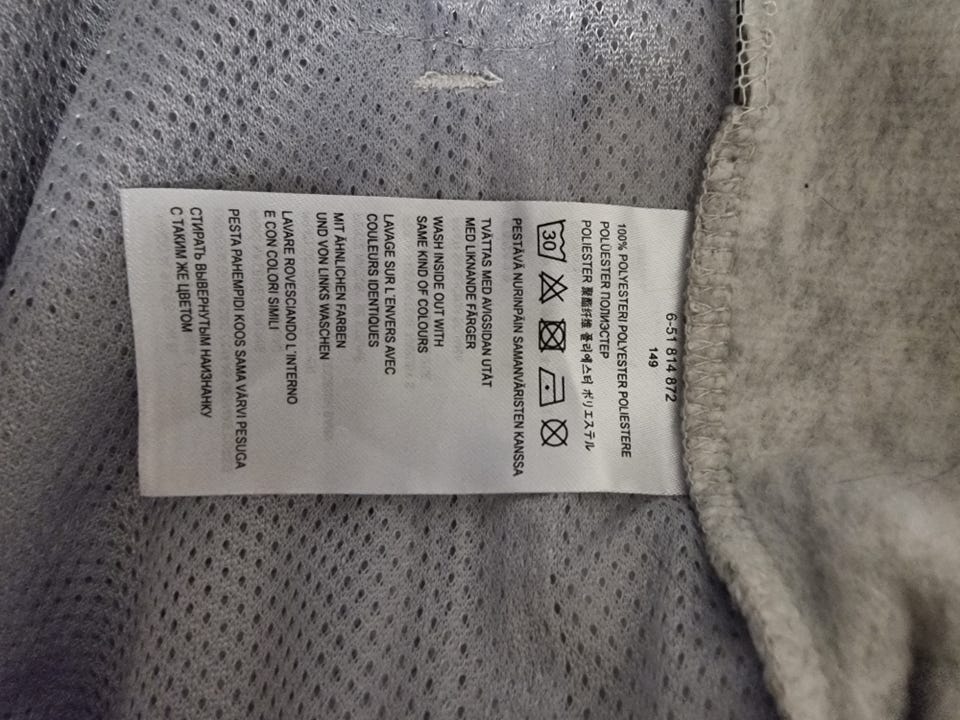 6-51 814 872
149
100% POLYESTERI POLYESTER POLIESTERE
POLÜESTER ПОЛИЭСТЕР
POLIESTER 聚酯纤维 폴리에스터 ポリエステル
30
PESTÄVÄ NURINPÄIN SAMANVÄRISTEN KANSSA
TVÄTTAS MED AVIGSIDAN UTÅT
MED LIKNANDE FÄRGER
WASH INSIDE OUT WITH
SAME KIND OF COLOURS
LAVAGE SUR L'ENVERS AVEC
COULEURS IDENTIQUES
MIT ÄHNLICHEN FARBEN
UND VON LINKS WASCHEN
LAVARE ROVESCIANDO L'INTERNO
E CON COLORI SIMILI
PESTA PAHEMPIDI KOOS SAMA VÄRVI PESUGA
СТИРАТЬ ВЫВЕРНУТЫМ НАИЗНАНКУ
С ТАКИМ ЖЕ ЦВЕТОМ